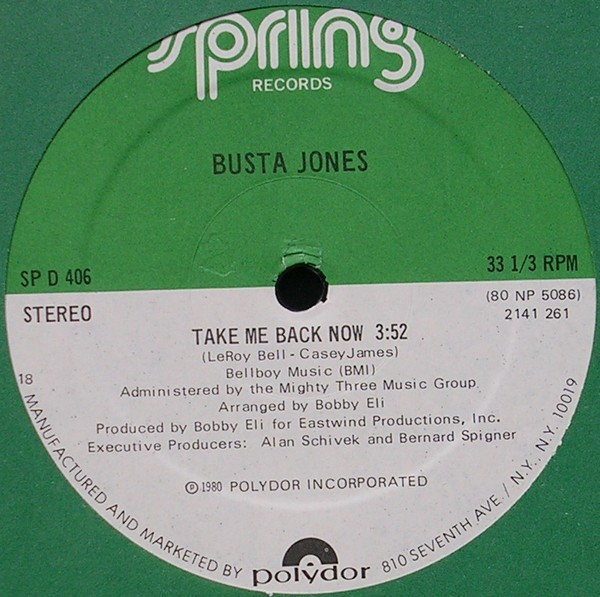 spring
RECORDS
BUSTA JONES
SP D 406
33 1/3 RPM
STEREO
(80 NP 5086)
2141 261
TAKE ME BACK NOW 3:52
(LeRoy Bell - Casey James)
Bellboy Music (BMI)
18
Administered by the Mighty Three Music Group
Arranged by Bobby Eli
Produced by Bobby Eli for Eastwind Productions, Inc.
Executive Producers: Alan Schivek and Bernard Spigner
℗ 1980 POLYDOR INCORPORATED
MANUFACTURED AND MARKETED BY polydor 810 SEVENTH AVE./ N.Y. N.Y. 10019